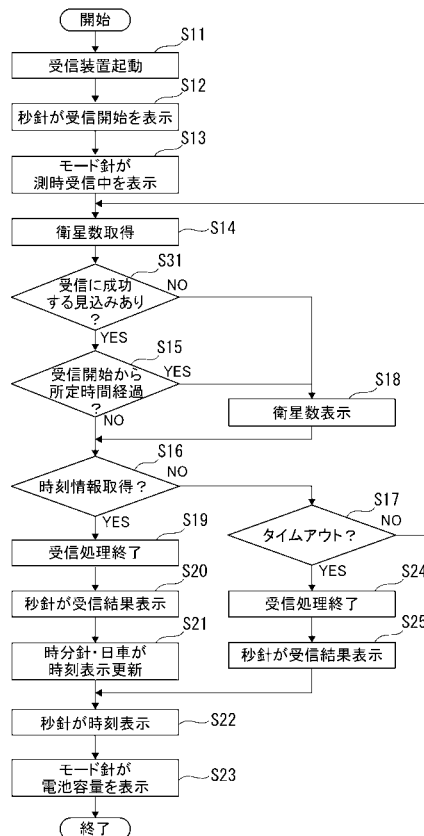 開始
S11
受信装置起動
S12
秒針が受信開始を表示
S13
モード針が
測時受信中を表示
S14
衛星数取得
S31
受信に成功
する見込みあり
?
NO
YES
S15
受信開始から
所定時間経過
?
YES
NO
S18
衛星数表示
S16
時刻情報取得?
NO
YES
S17
タイムアウト?
NO
YES
S19
受信処理終了
S24
受信処理終了
S20
秒針が受信結果表示
S25
秒針が受信結果表示
S21
時分針・日車が
時刻表示更新
S22
秒針が時刻表示
S23
モード針が
電池容量を表示
終了